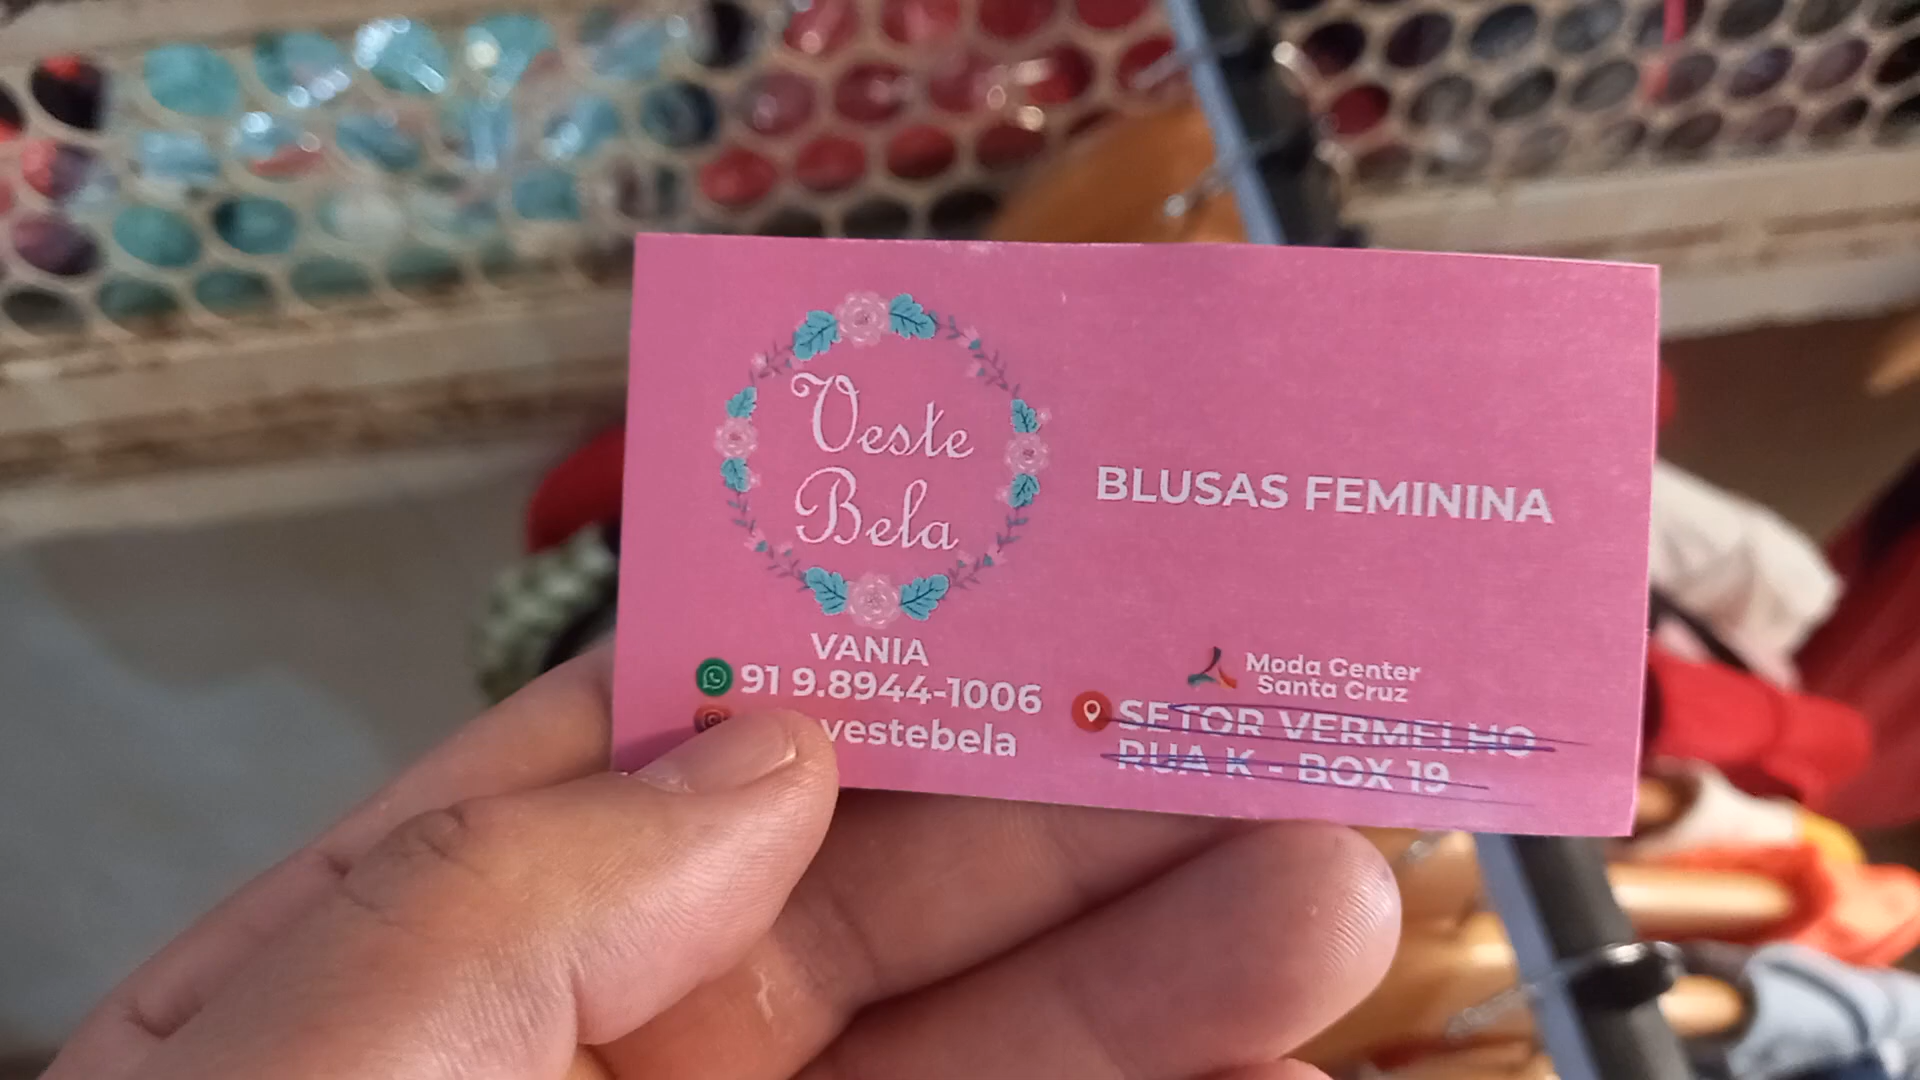 Veste
Bela
BLUSAS FEMININA
VANIA
91 9.8944-1006
vestebela
Moda Center
Santa Cruz
SETOR VERMELHO
RUA K - BOX 19